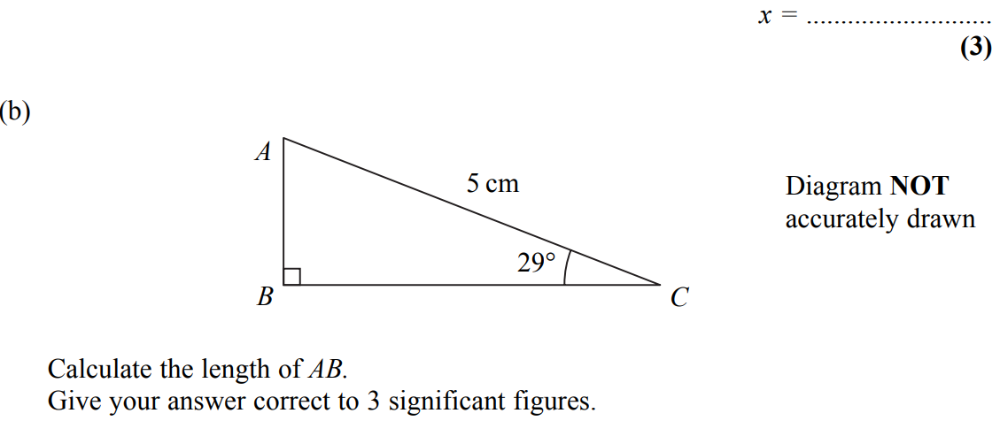 x = ..........................
(3)
(b)
A
5 cm
Diagram NOT
accurately drawn
29°
B
C
Calculate the length of AB.
Give your answer correct to 3 significant figures.